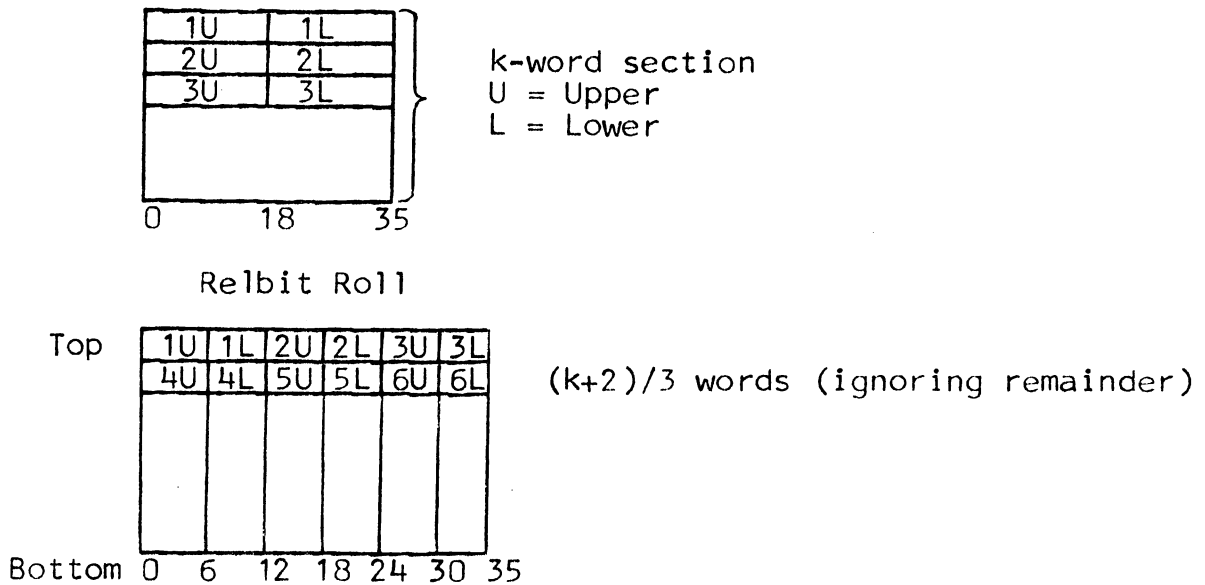 1U 1L
2U 2L
3U 3L
k-word section
U = Upper
L = Lower
0 18 35
Relbit Roll
Top 1U 1L 2U 2L 3U 3L
4U 4L 5U 5L 6U 6L
(k+2)/3 words (ignoring remainder)
Bottom 0 6 12 18 24 30 35